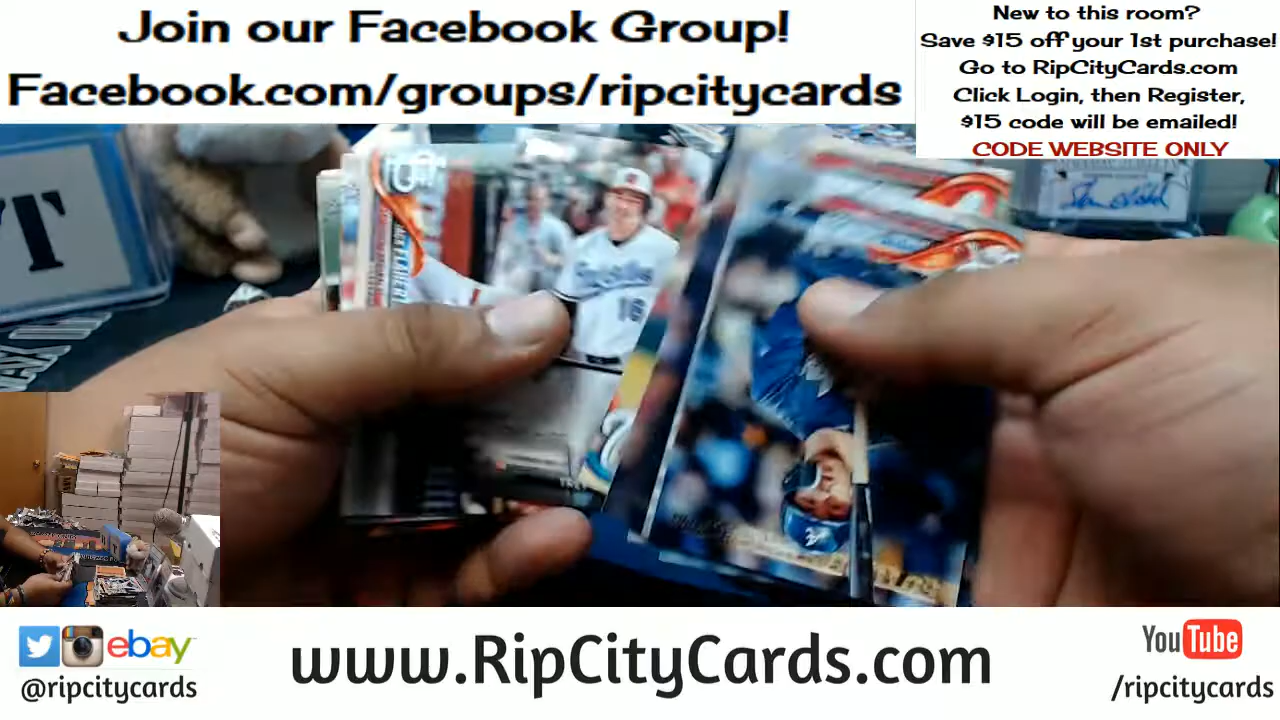 Join our Facebook Group!
Facebook.com/groups/ripcitycards
New to this room?
Save $15 off your 1st purchase!
Go to RipCityCards.com
Click Login, then Register,
$15 code will be emailed!
CODE WEBSITE ONLY
16
ebay
@ripcitycards
www.RipCityCards.com
YouTube
/ripcitycards